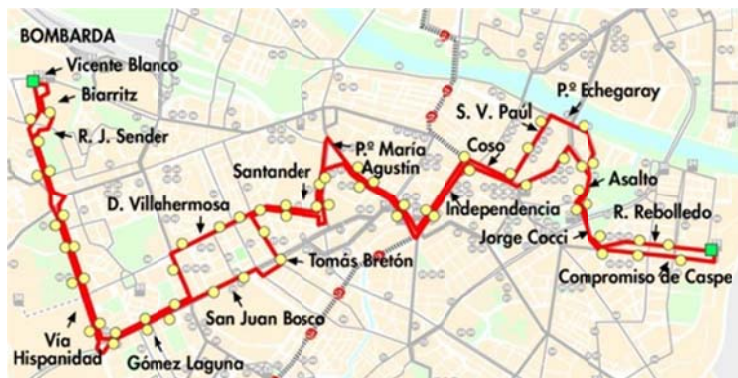 BOMBARDA
Vicente Blanco
Biarritz
R. J. Sender
D. Villahermosa
Santander
P.º María
Agustín
S. V. Paúl
P.º Echegaray
Coso
Asalto
Independencia
R. Rebolledo
Jorge Cocci
Compromiso de Caspe
Tomás Bretón
San Juan Bosco
Gómez Laguna
Vía
Hispanidad